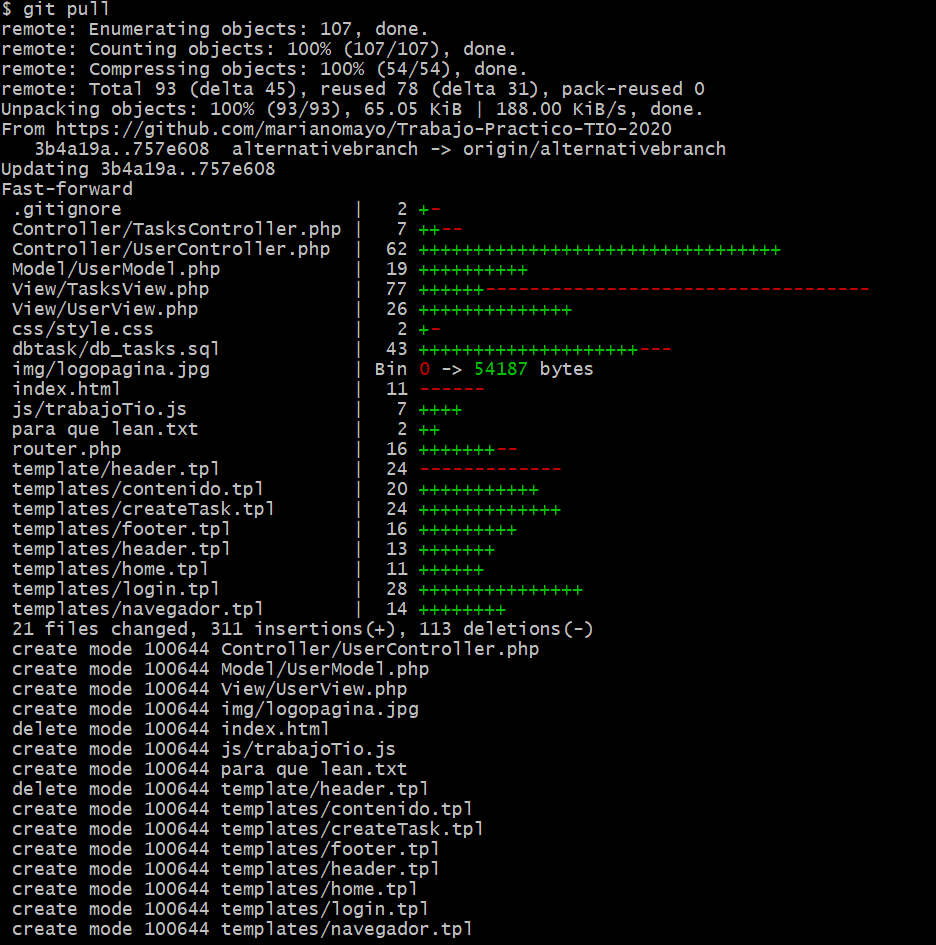 $ git pull
remote: Enumerating objects: 107, done.
remote: Counting objects: 100% (107/107), done.
remote: Compressing objects: 100% (54/54), done.
remote: Total 93 (delta 45), reused 78 (delta 31), pack-reused 0
Unpacking objects: 100% (93/93), 65.05 KiB | 188.00 KiB/s, done.
From https://github.com/marianomayo/Trabajo-Practico-TIO-2020
   3b4a19a..757e608  alternativebranch -> origin/alternativebranch
Updating 3b4a19a..757e608
Fast-forward
 .gitignore                     |   2 +-
 Controller/TasksController.php |   7 ++--
 Controller/UserController.php  |  62 +++++++++++++++++++++++++++++++++
 Model/UserModel.php            |  19 ++++++++++
 View/TasksView.php             |  77 ++++++-----------------------------------
 View/UserView.php              |  26 ++++++++++++++
 css/style.css                  |   2 +-
 dbtask/db_tasks.sql            |  43 ++++++++++++++++++++---
 img/logopagina.jpg             | Bin 0 -> 54187 bytes
 index.html                     |  11 ------
 js/trabajoTio.js               |   7 ++++
 para que lean.txt              |   2 ++
 router.php                     |  16 +++++++--
 template/header.tpl            |  24 -------------
 templates/contenido.tpl        |  20 +++++++++++
 templates/createTask.tpl       |  24 +++++++++++++
 templates/footer.tpl           |  16 +++++++++
 templates/header.tpl           |  13 +++++++
 templates/home.tpl             |  11 ++++++
 templates/login.tpl            |  28 +++++++++++++++
 templates/navegador.tpl        |  14 ++++++++
 21 files changed, 311 insertions(+), 113 deletions(-)
 create mode 100644 Controller/UserController.php
 create mode 100644 Model/UserModel.php
 create mode 100644 View/UserView.php
 create mode 100644 img/logopagina.jpg
 delete mode 100644 index.html
 create mode 100644 js/trabajoTio.js
 create mode 100644 para que lean.txt
 delete mode 100644 template/header.tpl
 create mode 100644 templates/contenido.tpl
 create mode 100644 templates/createTask.tpl
 create mode 100644 templates/footer.tpl
 create mode 100644 templates/header.tpl
 create mode 100644 templates/home.tpl
 create mode 100644 templates/login.tpl
 create mode 100644 templates/navegador.tpl